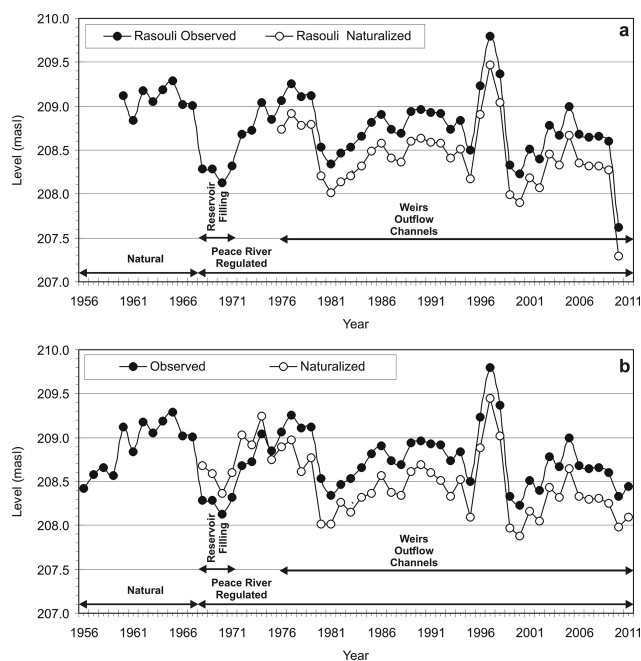 210.0
Rasouli Observed Rasouli Naturalized
a
209.5
209.0
208.5
208.0
207.5
207.0
Level (masl)
Reservoir
Filling
Weirs
Outflow
Channels
Natural
Peace River
Regulated
1956 1961 1966 1971 1976 1981 1986 1991 1996 2001 2006 2011
Year
210.0
Observed Naturalized
b
209.5
209.0
208.5
208.0
207.5
207.0
Level (masl)
Reservoir
Filling
Weirs
Outflow
Channels
Natural
Peace River
Regulated
1956 1961 1966 1971 1976 1981 1986 1991 1996 2001 2006 2011
Year